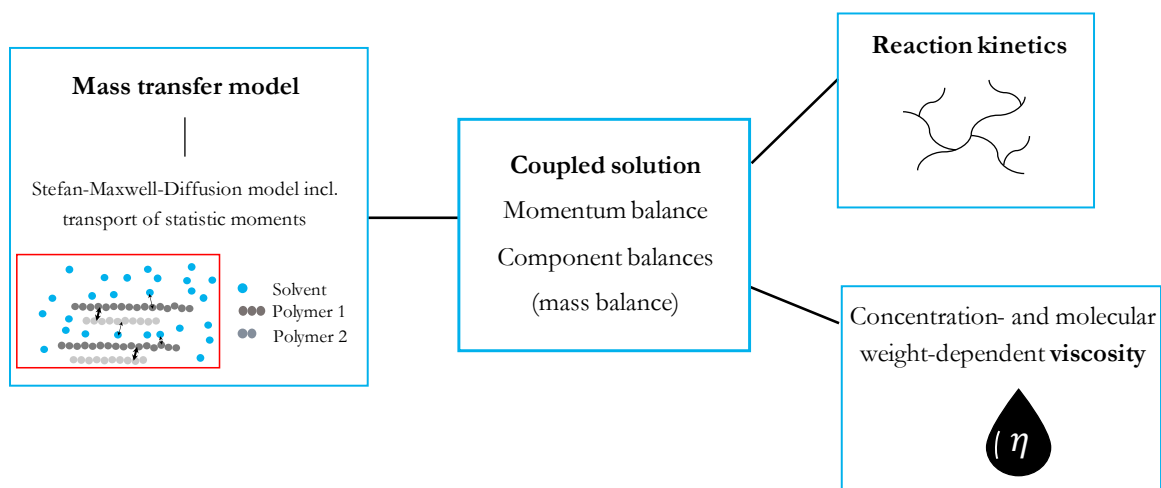 Mass transfer model
Stefan-Maxwell-Diffusion model incl.
transport of statistic moments
Solvent
Polymer 1
Polymer 2
Coupled solution
Momentum balance
Component balances
(mass balance)
Reaction kinetics
Concentration- and molecular
weight-dependent viscosity
η